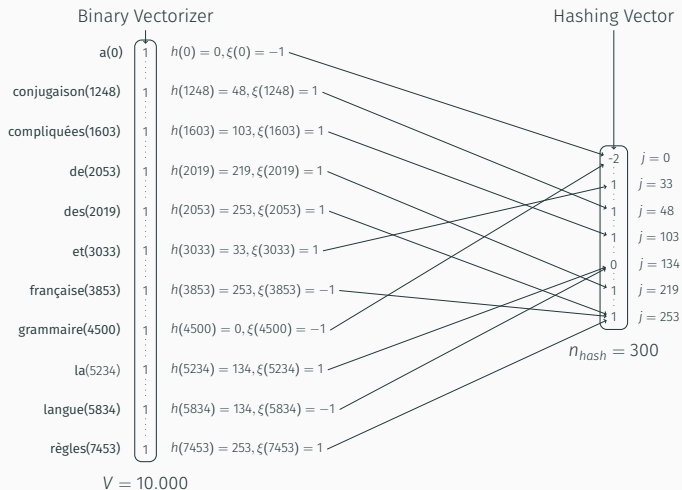 Binary Vectorizer
Hashing Vector
a(0) 1 h(0) = 0, ξ(0) = −1
conjugaison(1248) 1 h(1248) = 48, ξ(1248) = 1
compliquées(1603) 1 h(1603) = 103, ξ(1603) = 1
-2 j = 0
de(2053) 1 h(2019) = 219, ξ(2019) = 1
1 j = 33
des(2019) 1 h(2053) = 253, ξ(2053) = 1
1 j = 48
1 j = 103
et(3033) 1 h(3033) = 33, ξ(3033) = 1
0 j = 134
française(3853) 1 h(3853) = 253, ξ(3853) = −1
1 j = 219
1 j = 253
grammaire(4500) 1 h(4500) = 0, ξ(4500) = −1
n_hash = 300
la(5234) 1 h(5234) = 134, ξ(5234) = 1
langue(5834) 1 h(5834) = 134, ξ(5834) = −1
règles(7453) 1 h(7453) = 253, ξ(7453) = 1
V = 10.000